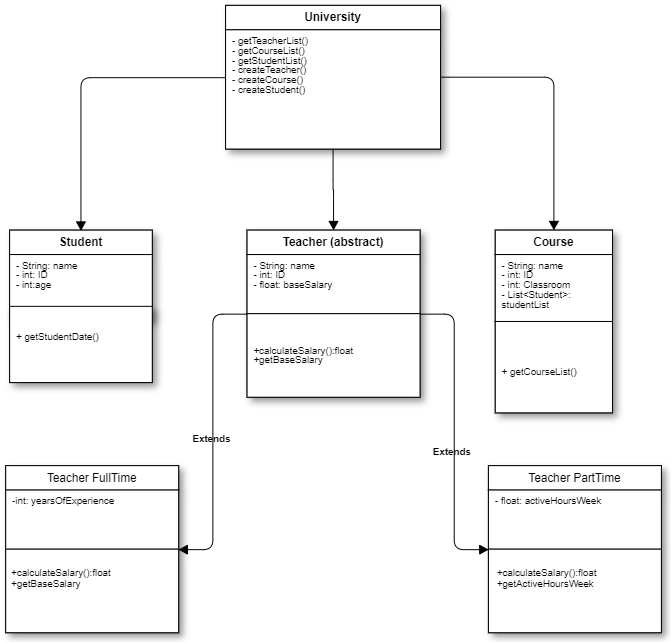 University
- getTeacherList()
- getCourseList()
- getStudentList()
- createTeacher()
- createCourse()
- createStudent()
Student
- String: name
- int: ID
- int:age
+ getStudentDate()
Teacher (abstract)
- String: name
- int: ID
- float: baseSalary
+calculateSalary():float
+getBaseSalary
Course
- String: name
- int: ID
- int: Classroom
- List<Student>:
studentList
+ getCourseList()
Extends
Extends
Teacher FullTime
-int: yearsOfExperience
+calculateSalary():float
+getBaseSalary
Teacher PartTime
- float: activeHoursWeek
+calculateSalary():float
+getActiveHoursWeek